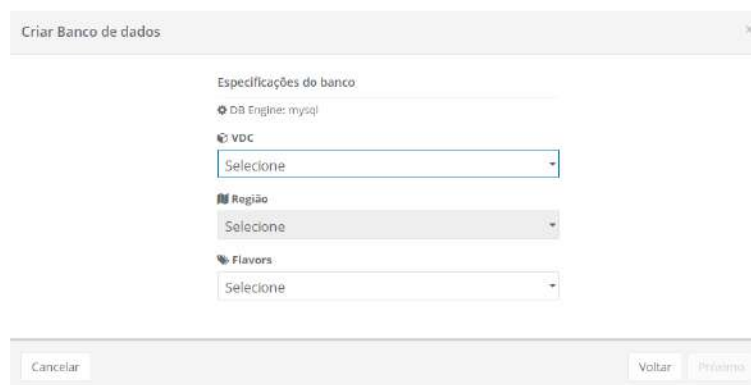 Criar Banco de dados
Especificações do banco
DB Engine: mysql
VDC
Selecione
Região
Selecione
Flavors
Selecione
Cancelar
Voltar
Próximo